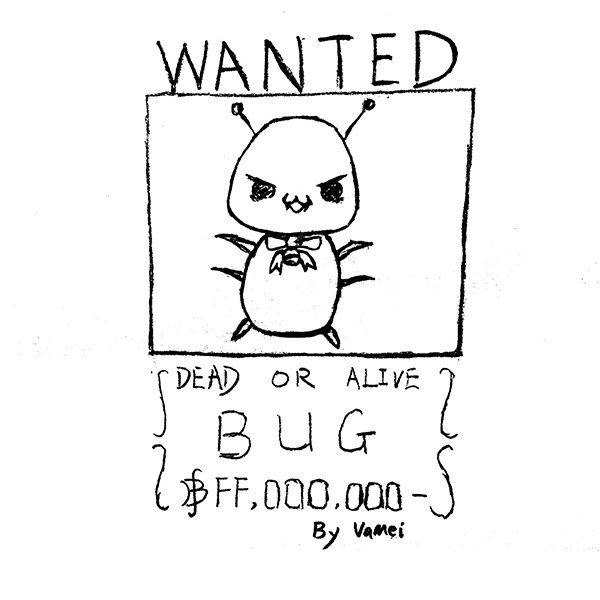 WANTED
DEAD OR ALIVE
BUG
฿FF,000,000-
By Vamei